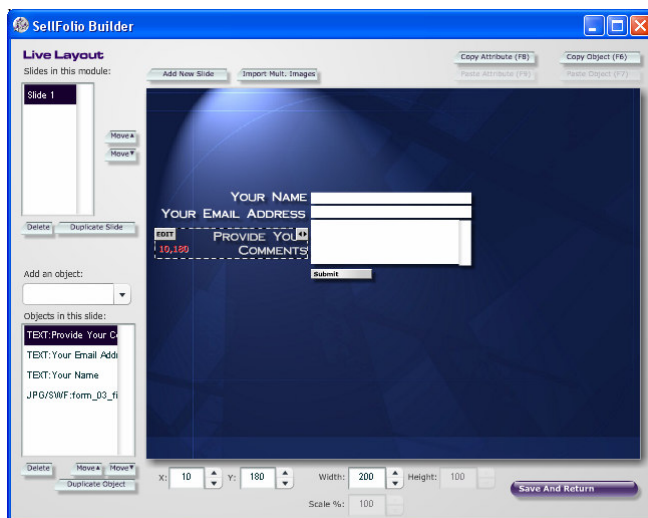 SellFolio Builder
Live Layout
Slides in this module:
Add New Slide
Import Mult. Images
Copy Attribute (F8)
Copy Object (F6)
Paste Attribute (F9)
Paste Object (F7)
Slide 1
Move▲
Move▼
Delete
Duplicate Slide
YOUR NAME
YOUR EMAIL ADDRESS
EDIT
PROVIDE YOU
10,180
COMMENTS
Submit
Add an object:
Objects in this slide:
TEXT:Provide Your C
TEXT:Your Email Add
TEXT:Your Name
JPG/SWF:form_03_fi
Delete
Move▲
Move▼
Duplicate Object
X: 10
Y: 180
Width: 200
Height: 100
Scale %: 100
Save And Return